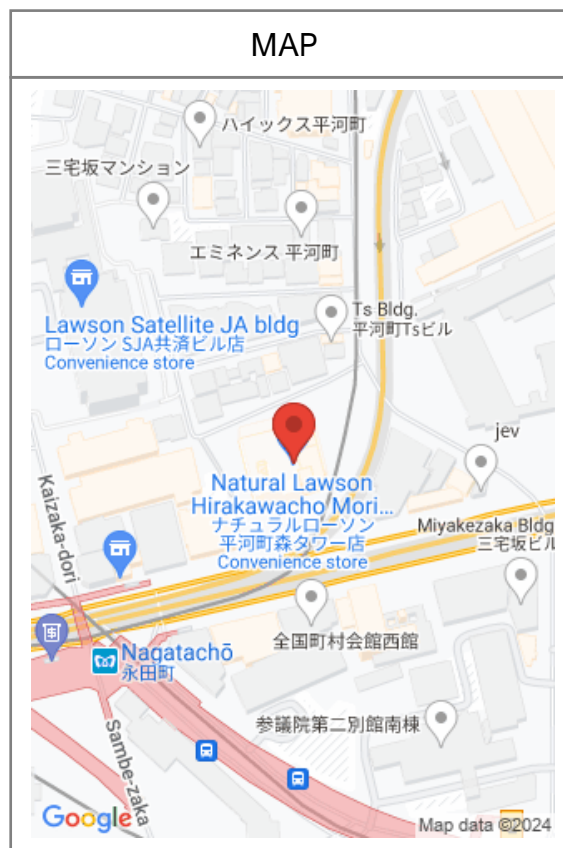 MAP
ハイックス平河町
三宅坂マンション
エミネンス 平河町
Ts Bldg.
平河町Tsビル
Lawson Satellite JA bldg
ローソン SJA共済ビル店
Convenience store
jev
Natural Lawson
Hirakawacho Mori...
ナチュラルローソン
平河町森タワー店
Convenience store
Kaizaka-dori
Miyakezaka Bldg
三宅坂ビル
全国町村会館西館
Nagatachō
永田町
参議院第二別館南棟
Sambe-zaka
Google
Map data ©2024